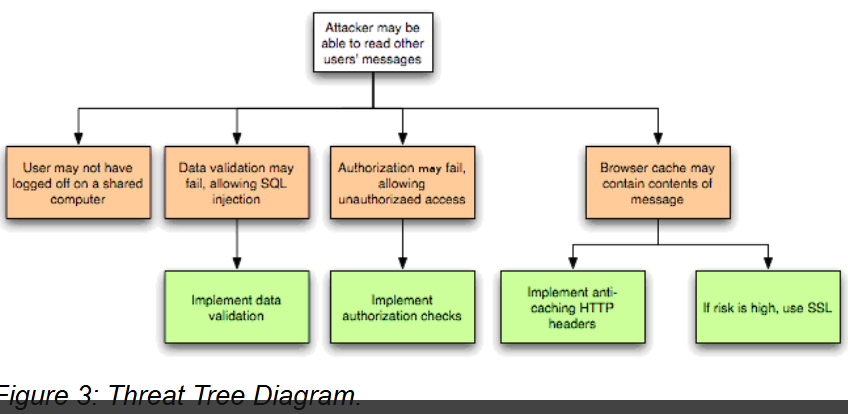 Attacker may be
able to read other
users' messages
User may not have
logged off on a shared
computer
Data validation may
fail, allowing SQL
injection
Authorization may fail,
allowing
unauthorizaed access
Browser cache may
contain contents of
message
Implement data
validation
Implement
authorization checks
Implement anti-
caching HTTP
headers
If risk is high, use SSL
Figure 3: Threat Tree Diagram.